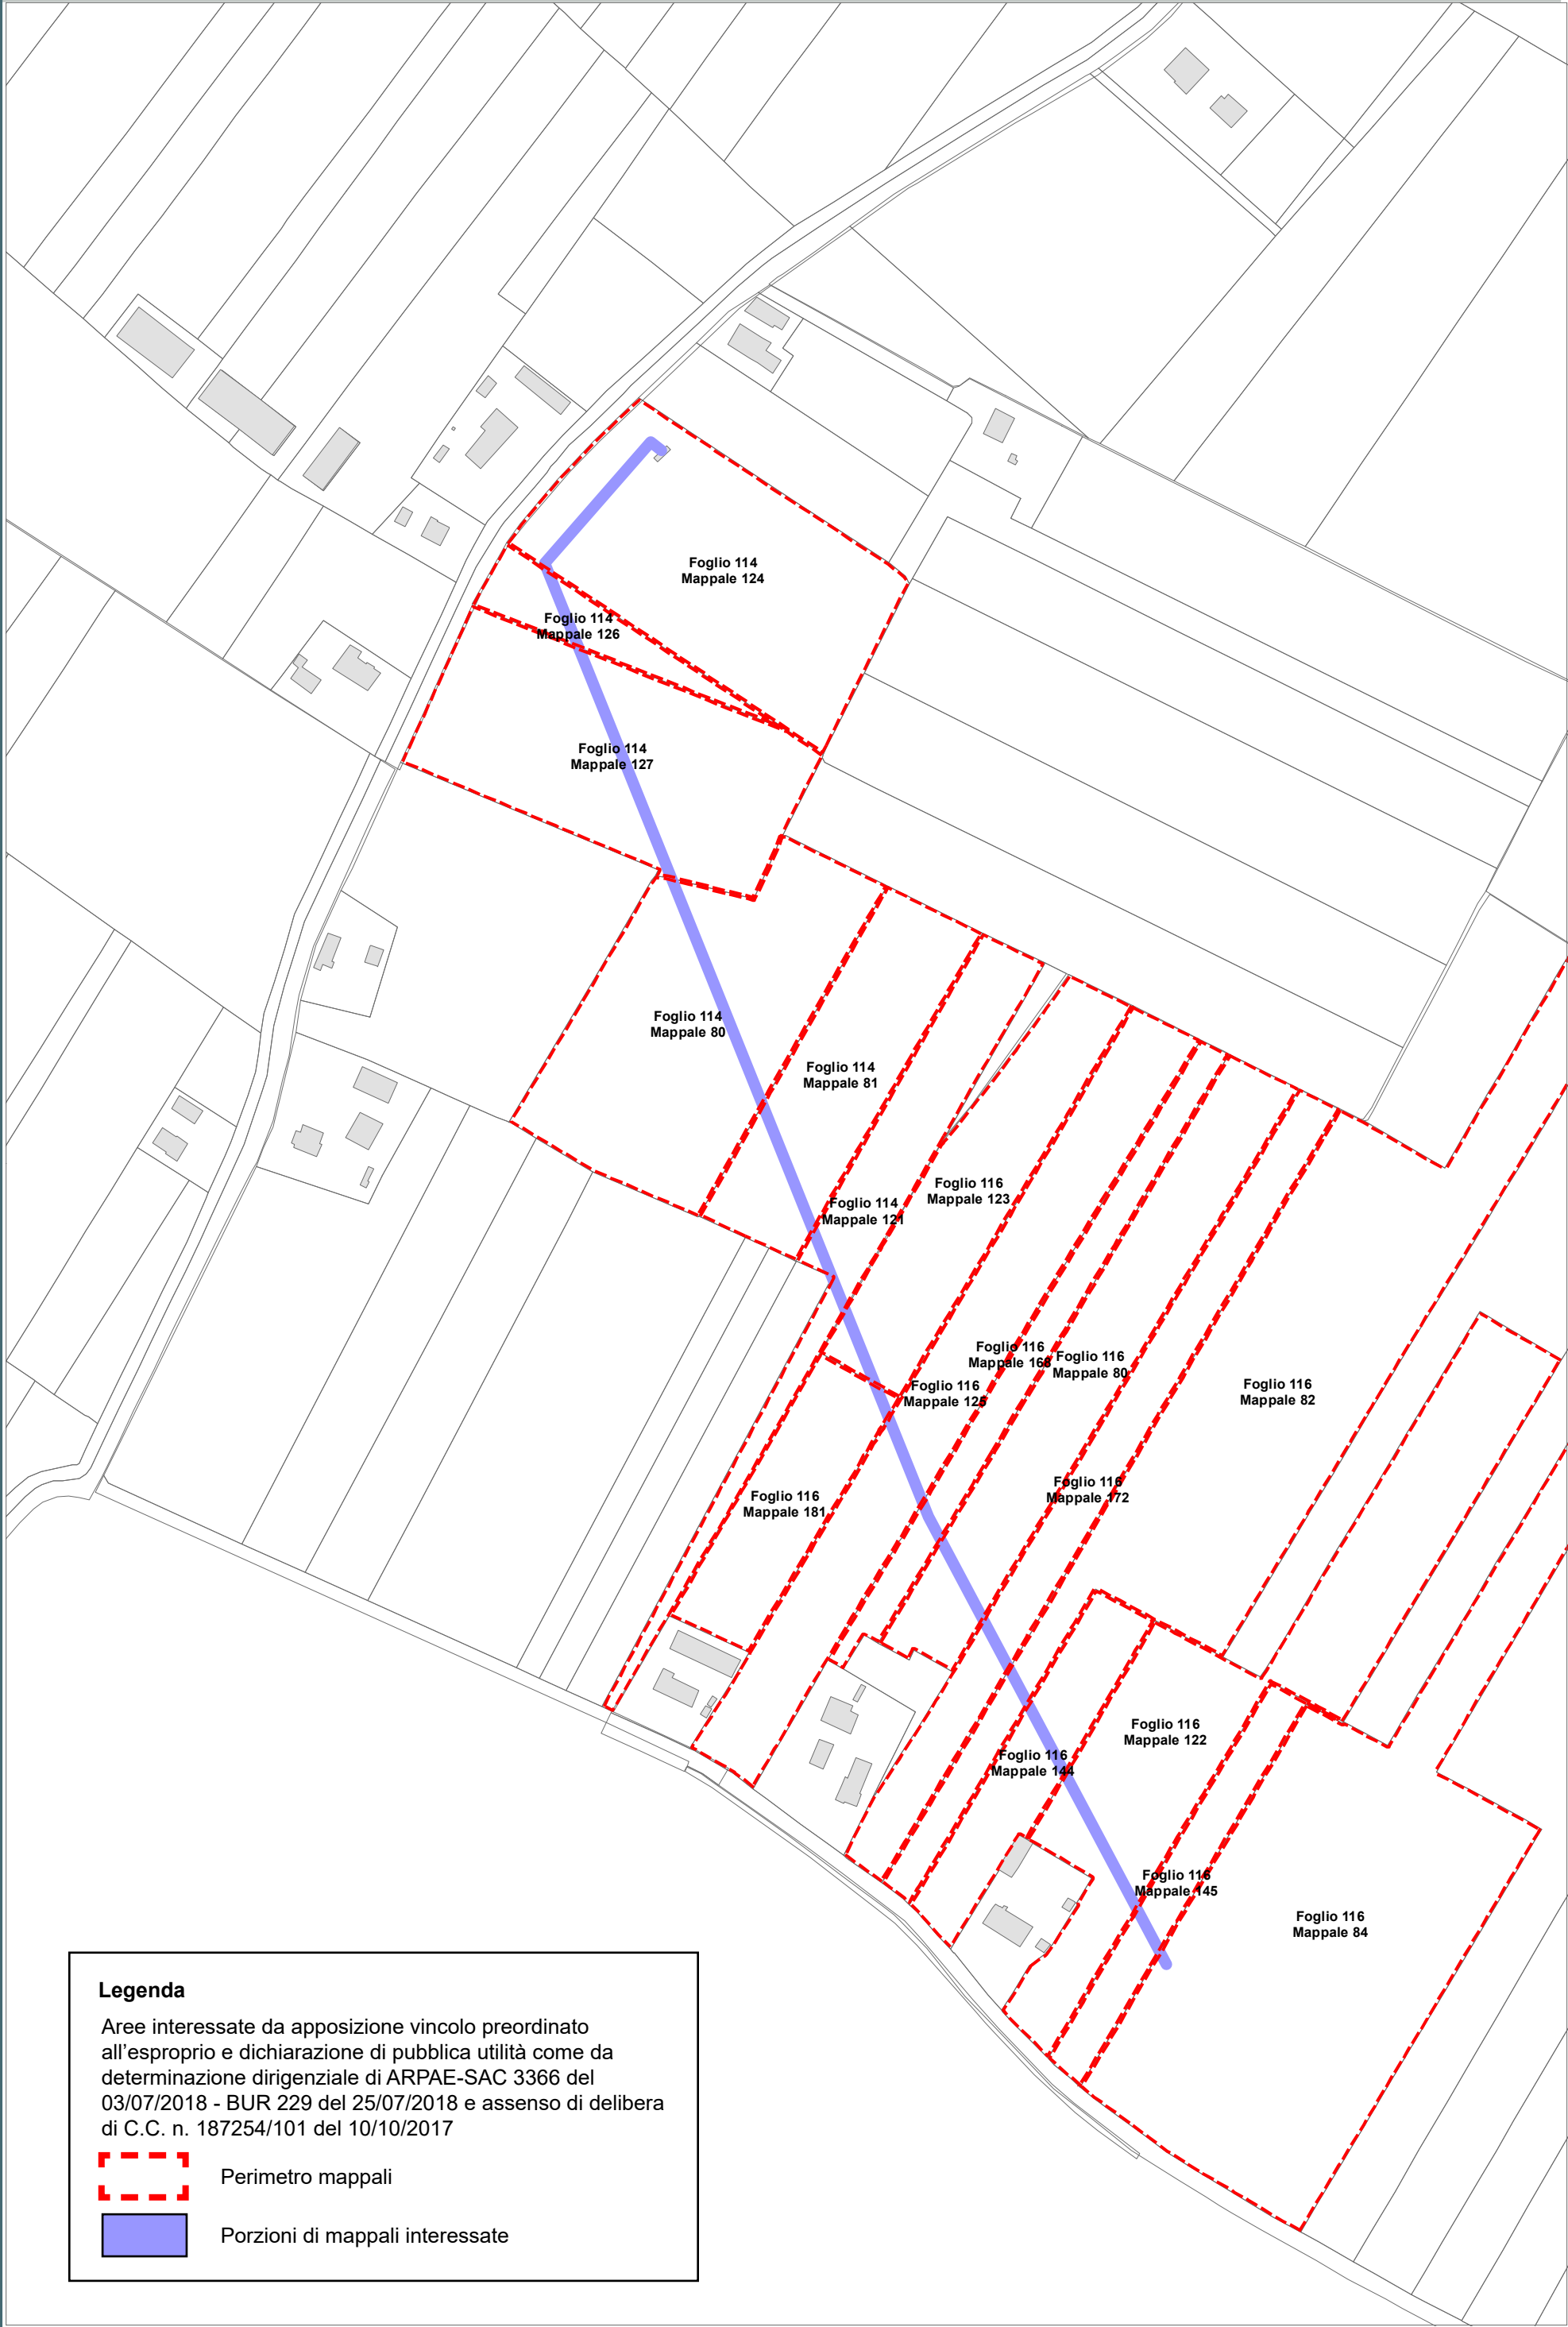 Foglio 114
Mappale 124
Foglio 114
Mappale 126
Foglio 114
Mappale 127
Foglio 114
Mappale 80
Foglio 114
Mappale 81
Foglio 114
Mappale 121
Foglio 116
Mappale 123
Foglio 116
Mappale 168
Foglio 116
Mappale 80
Foglio 116
Mappale 125
Foglio 116
Mappale 82
Foglio 116
Mappale 172
Foglio 116
Mappale 181
Foglio 116
Mappale 122
Foglio 116
Mappale 144
Foglio 116
Mappale 145
Foglio 116
Mappale 84
Legenda
Aree interessate da apposizione vincolo preordinato
all'esproprio e dichiarazione di pubblica utilità come da
determinazione dirigenziale di ARPAE-SAC 3366 del
03/07/2018 - BUR 229 del 25/07/2018 e assenso di delibera
di C.C. n. 187254/101 del 10/10/2017
Perimetro mappali
Porzioni di mappali interessate